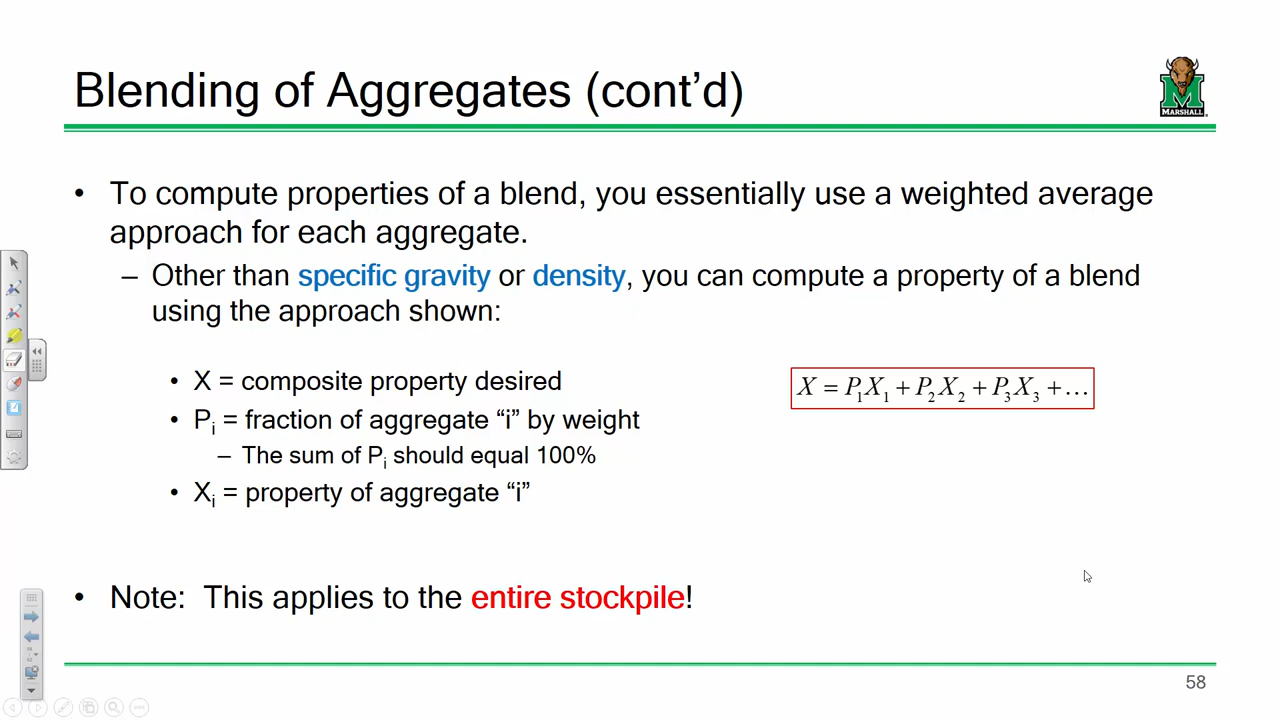 Blending of Aggregates (cont’d)
MARSHALL
• To compute properties of a blend, you essentially use a weighted average
approach for each aggregate.
– Other than specific gravity or density, you can compute a property of a blend
using the approach shown:
• X = composite property desired
X = P₁X₁ + P₂X₂ + P₃X₃ + …
• Pᵢ = fraction of aggregate “i” by weight
– The sum of Pᵢ should equal 100%
• Xᵢ = property of aggregate “i”
• Note: This applies to the entire stockpile!
58